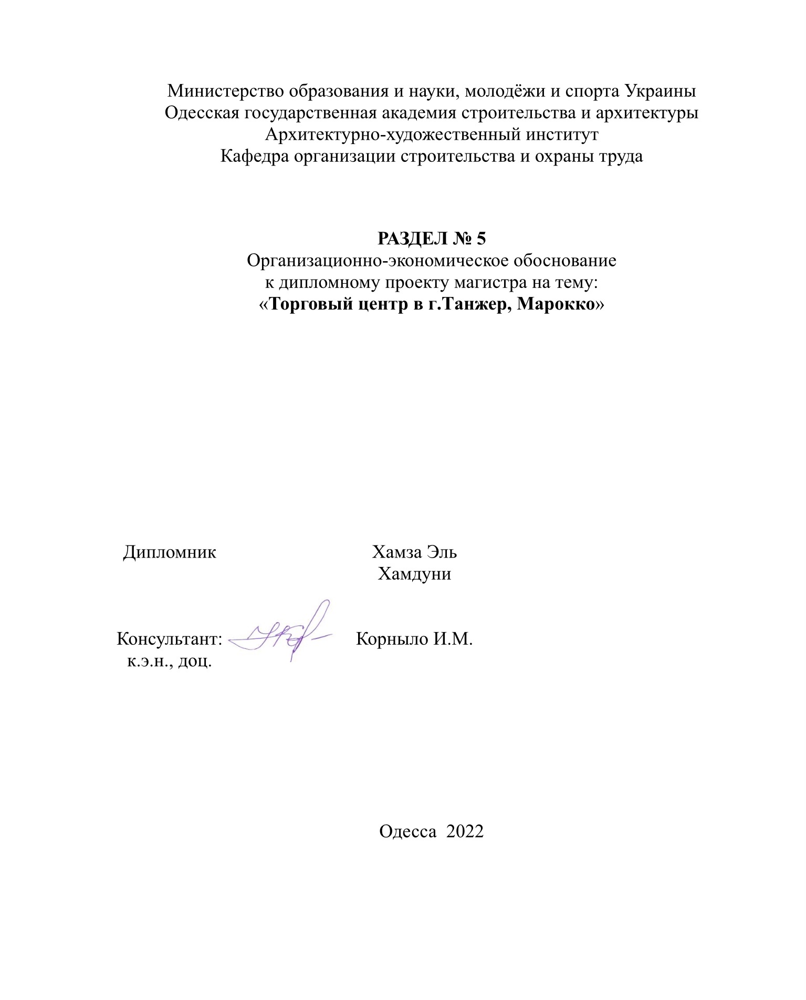 Министерство образования и науки, молодёжи и спорта Украины
Одесская государственная академия строительства и архитектуры
Архитектурно-художественный институт
Кафедра организации строительства и охраны труда
РАЗДЕЛ № 5
Организационно-экономическое обоснование
к дипломному проекту магистра на тему:
«Торговый центр в г.Танжер, Марокко»
Дипломник Хамза Эль
Хамдуни
Консультант: Корныло И.М.
к.э.н., доц.
Одесса 2022